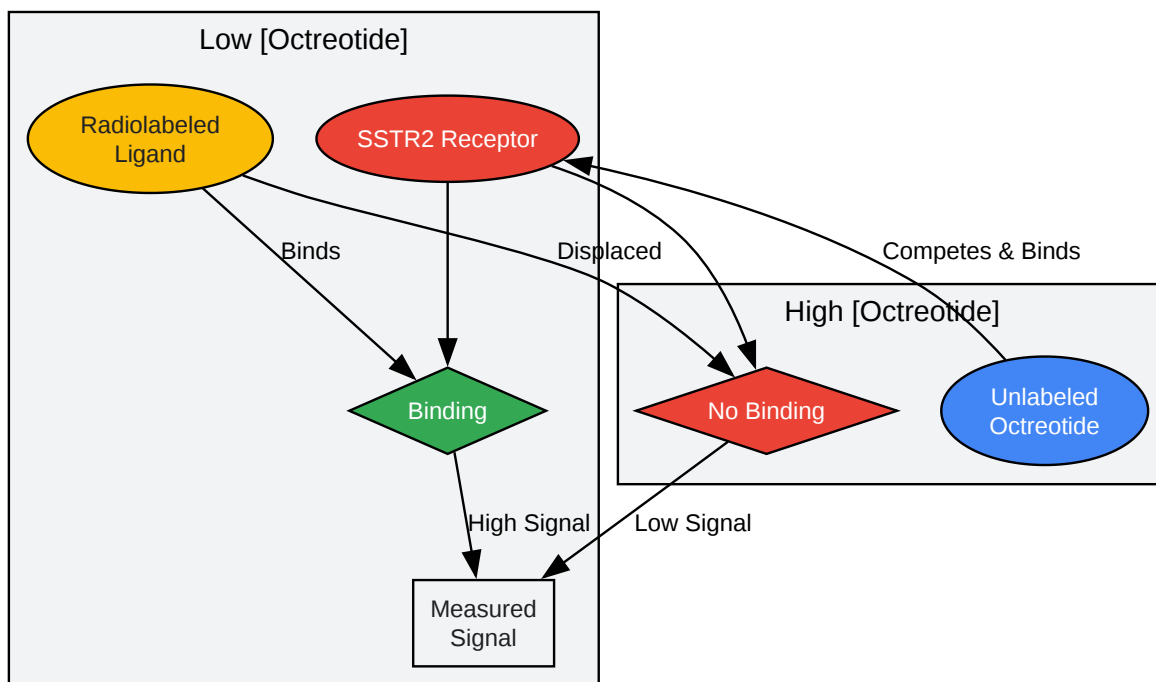 Low [Octreotide]
Radiolabeled
Ligand
SSTR2 Receptor
Binds
Displaced
Competes & Binds
High [Octreotide]
Binding
No Binding
Unlabeled
Octreotide
High Signal
Low Signal
Measured
Signal